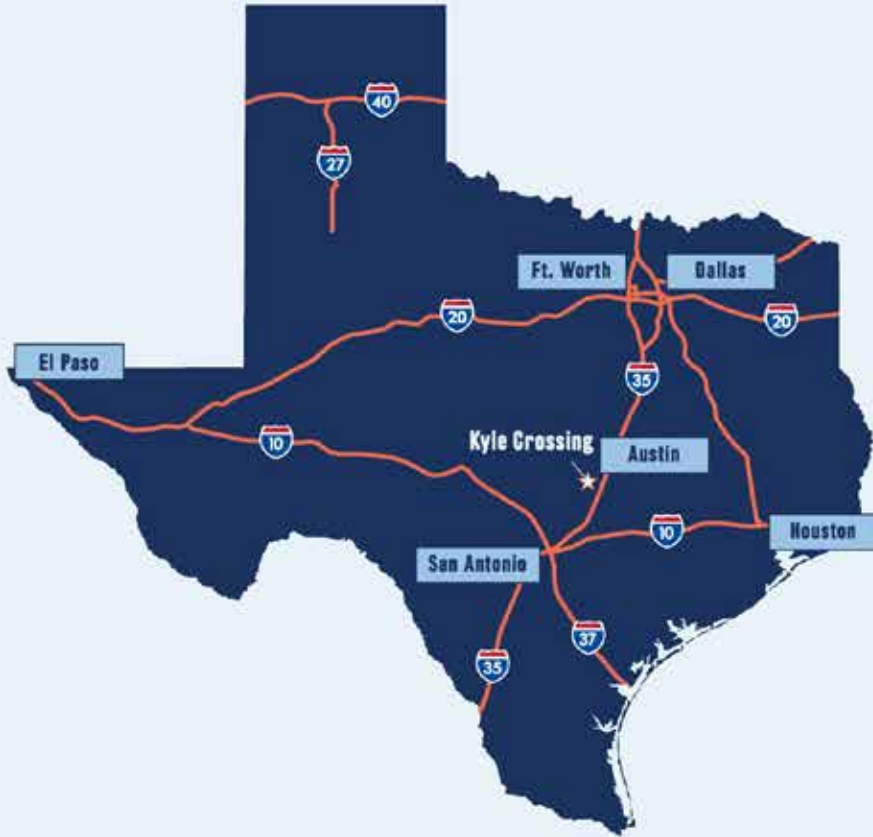 40
27
Ft. Worth
Dallas
20
20
El Paso
35
10
Kyle Crossing
Austin
10
Houston
San Antonio
37
35